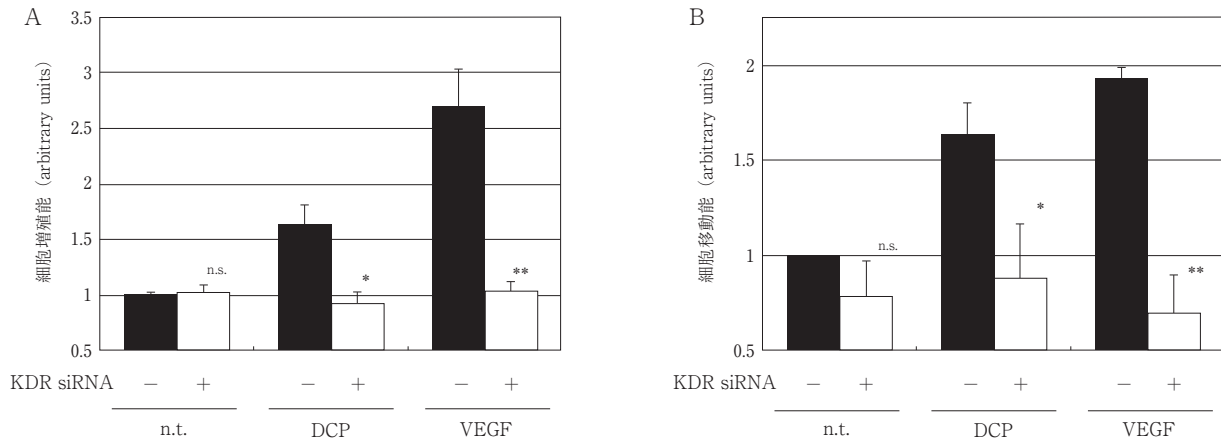 A
3.5
3
2.5
2
1.5
1
0.5
細胞増殖能（arbitrary units）
n.s.
*
**
KDR siRNA － ＋ － ＋ － ＋
n.t. DCP VEGF
B
2
1.5
1
0.5
細胞移動能（arbitrary units）
n.s.
*
**
KDR siRNA － ＋ － ＋ － ＋
n.t. DCP VEGF